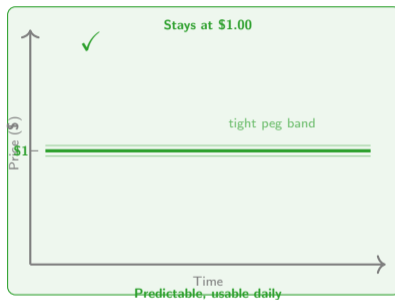 Stays at $1.00
tight peg band
$1
Price ($)
Time
Predictable, usable daily